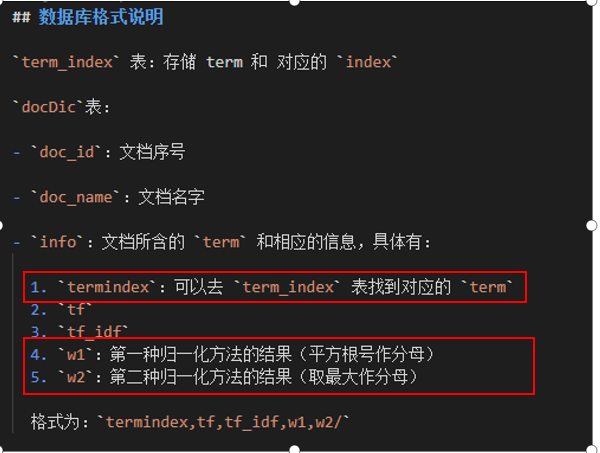 ## 数据库格式说明
`term_index` 表：存储 term 和 对应的 `index`
`docDic`表：
- `doc_id`：文档序号
- `doc_name`：文档名字
- `info`：文档所含的 `term` 和相应的信息，具体有：
1. `termindex`：可以去 `term_index` 表找到对应的 `term`
2. `tf`
3. `tf_idf`
4. `w1`：第一种归一化方法的结果（平方根号作分母）
5. `w2`：第二种归一化方法的结果（取最大作分母）
格式为：`termindex,tf,tf_idf,w1,w2/`